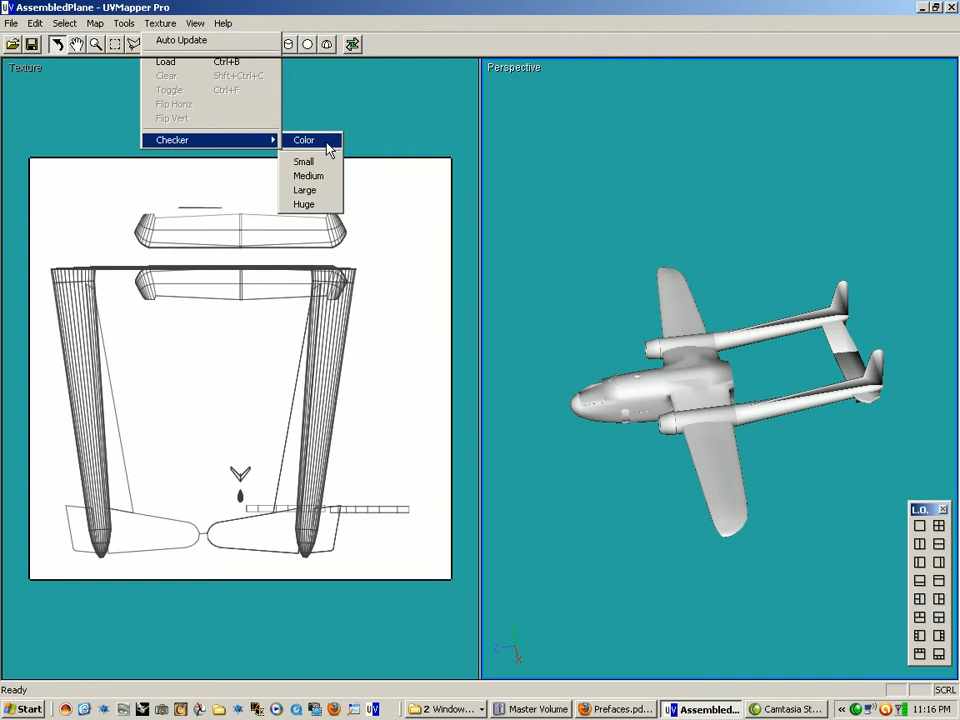 AssembledPlane - UVMapper Pro
File Edit Select Map Tools Texture View Help
Auto Update
Load Ctrl+B
Clear Shft+Ctrl+C
Toggle Ctrl+F
Flip Horiz
Flip Vert
Checker
Color
Small
Medium
Large
Huge
Texture
Perspective
L.O.
Z
X
Ready
SCRL
Start
UV
2 Window...
Master Volume
Prefaces.pd...
UV
Assembled...
Camtasia St...
11:16 PM